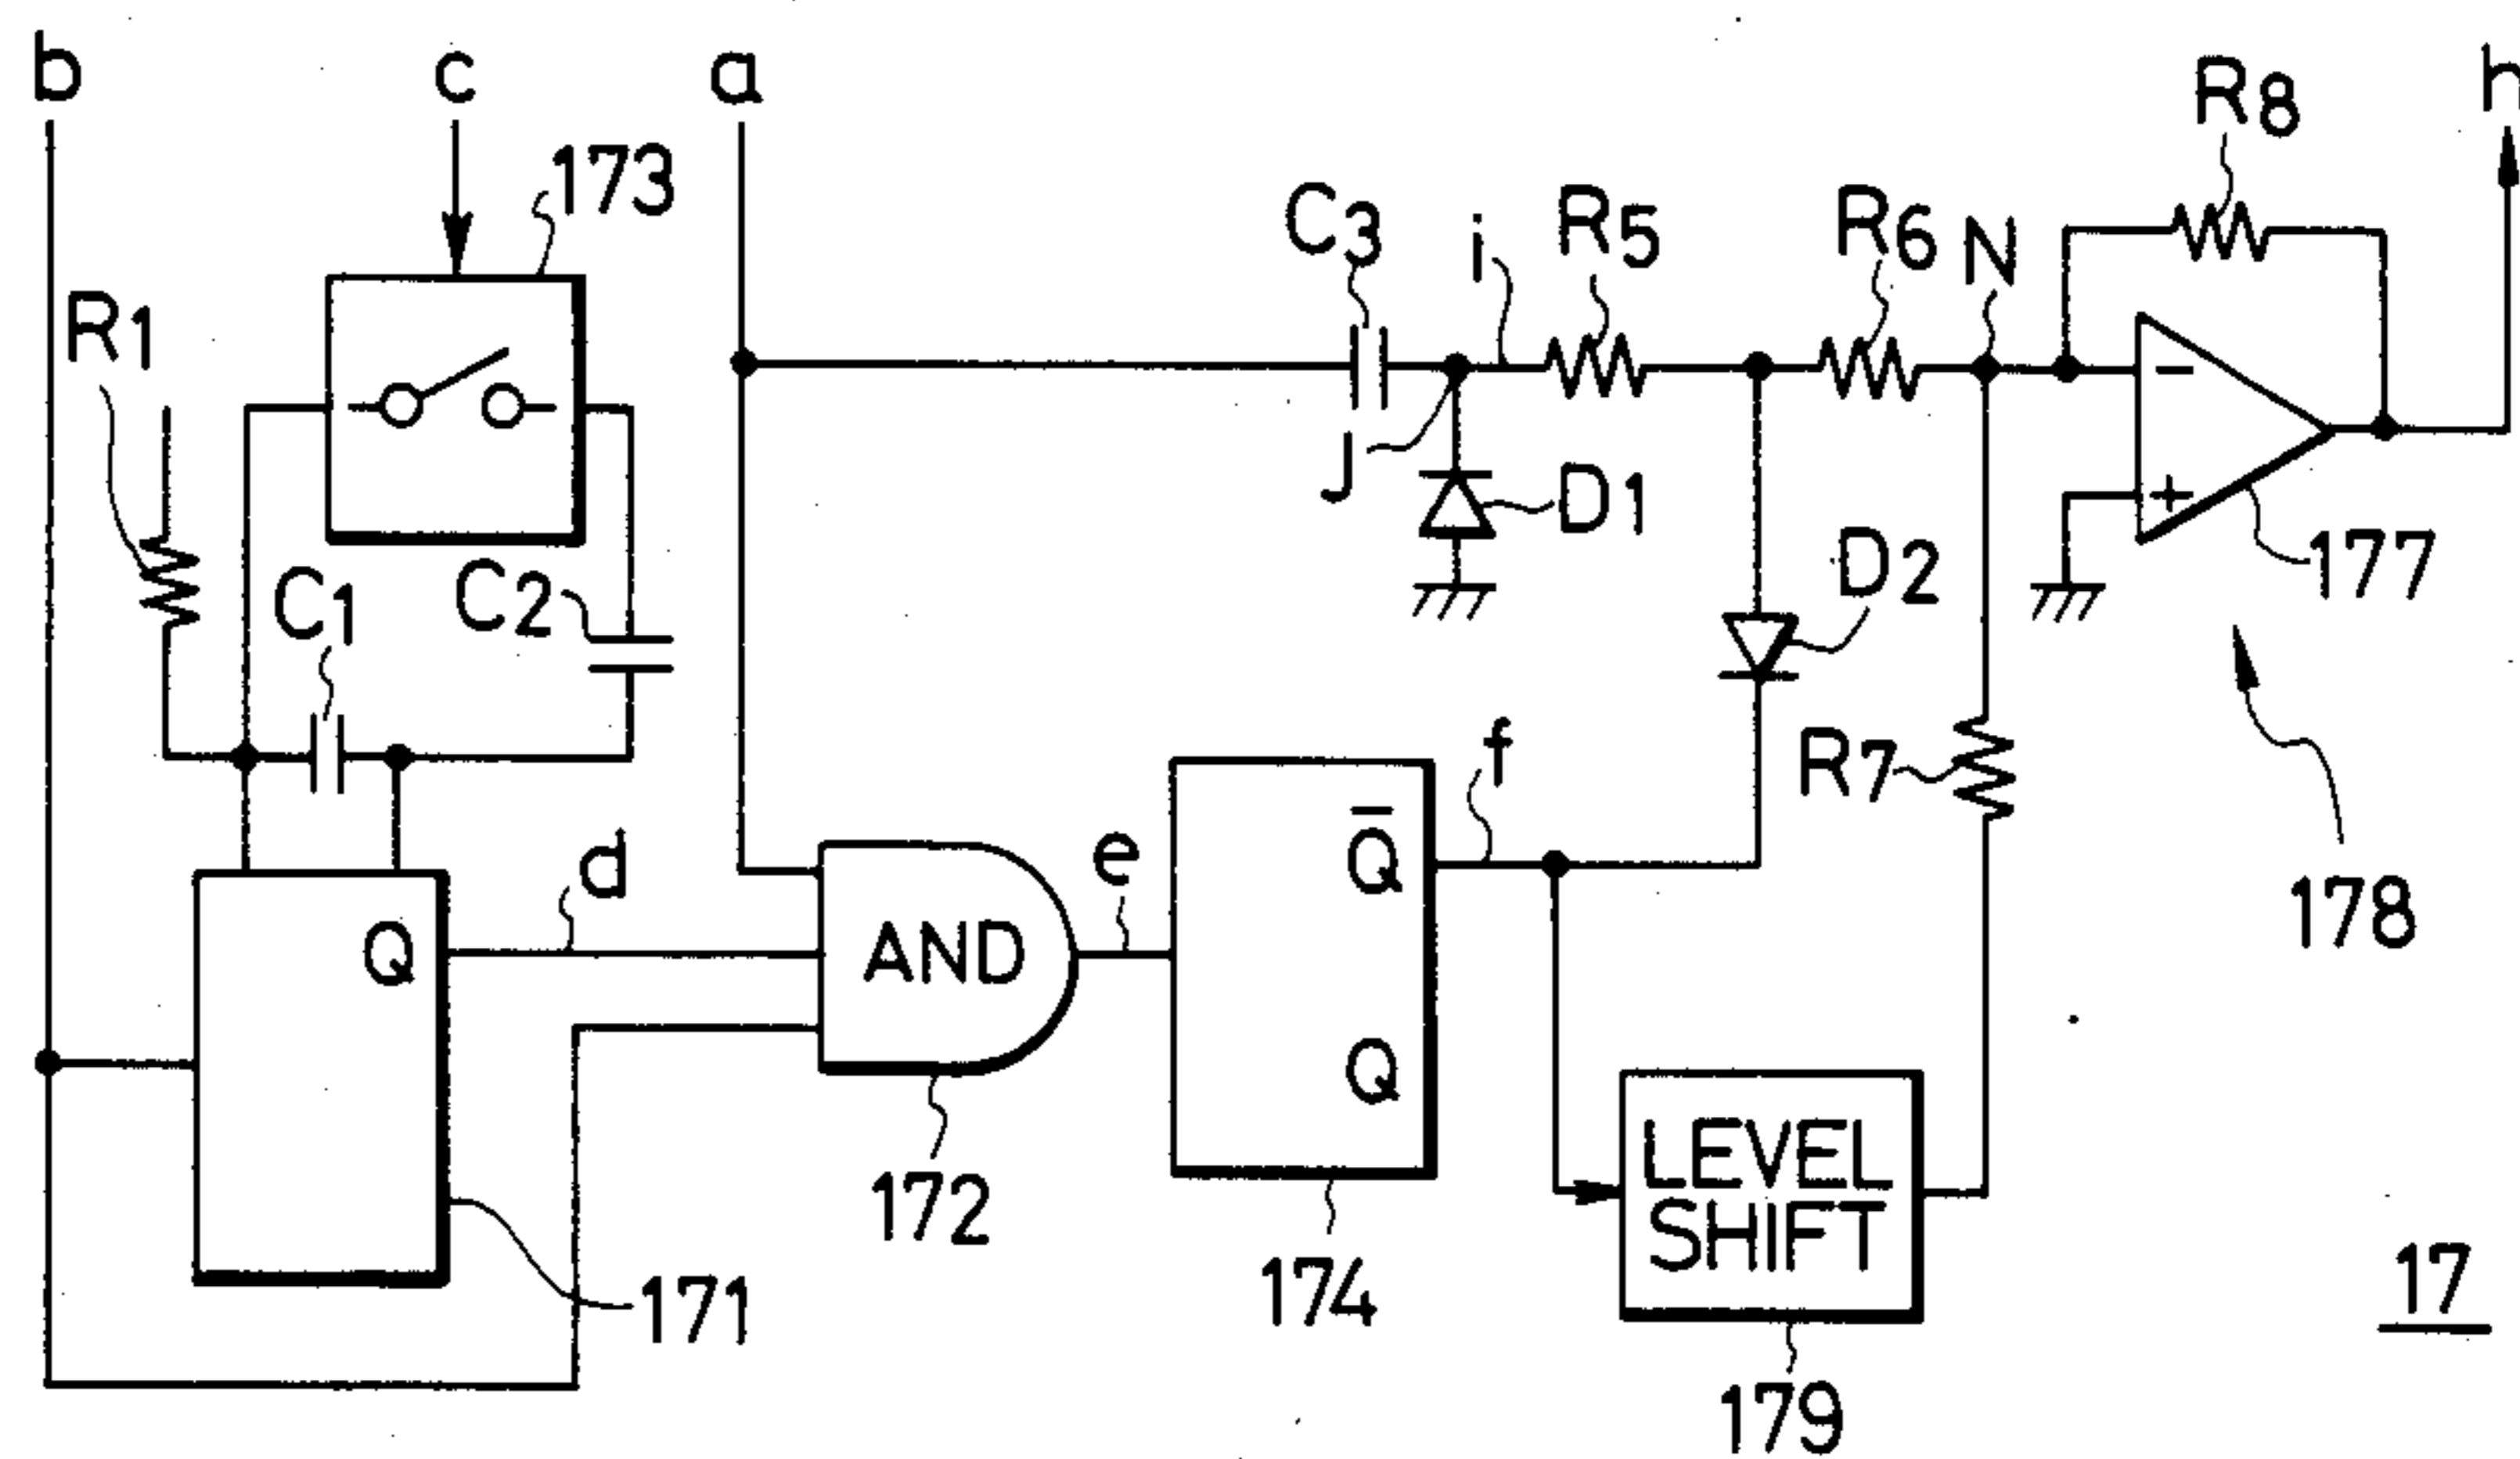 b
c
a
h
173
R8
C3
i
R5
R6
N
R1
J
D1
−
+
177
D2
C1
C2
f
R7
d
e
Q̅
178
Q
AND
Q
LEVEL
SHIFT
172
174
171
17
179